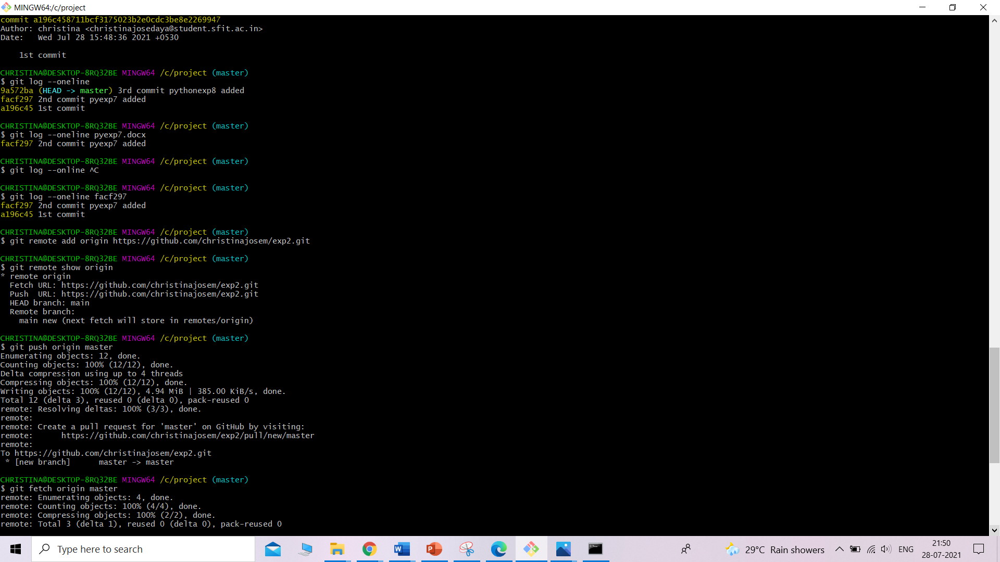 MINGW64:/c/project
commit a196c458711bcf3175023b2e0cdc3be8e2269947
Author: christina <christinajosedaya@student.sfit.ac.in>
Date:   Wed Jul 28 15:48:36 2021 +0530
    1st commit
CHRISTINA@DESKTOP-8RQ32BE MINGW64 /c/project (master)
$ git log --oneline
9a572ba (HEAD -> master) 3rd commit pythonexp8 added
facf297 2nd commit pyexp7 added
a196c45 1st commit
CHRISTINA@DESKTOP-8RQ32BE MINGW64 /c/project (master)
$ git log --oneline pyexp7.docx
facf297 2nd commit pyexp7 added
CHRISTINA@DESKTOP-8RQ32BE MINGW64 /c/project (master)
$ git log --online ^C
CHRISTINA@DESKTOP-8RQ32BE MINGW64 /c/project (master)
$ git log --oneline facf297
facf297 2nd commit pyexp7 added
a196c45 1st commit
CHRISTINA@DESKTOP-8RQ32BE MINGW64 /c/project (master)
$ git remote add origin https://github.com/christinajosem/exp2.git
CHRISTINA@DESKTOP-8RQ32BE MINGW64 /c/project (master)
$ git remote show origin
* remote origin
  Fetch URL: https://github.com/christinajosem/exp2.git
  Push  URL: https://github.com/christinajosem/exp2.git
  HEAD branch: main
  Remote branch:
    main new (next fetch will store in remotes/origin)
CHRISTINA@DESKTOP-8RQ32BE MINGW64 /c/project (master)
$ git push origin master
Enumerating objects: 12, done.
Counting objects: 100% (12/12), done.
Delta compression using up to 4 threads
Compressing objects: 100% (12/12), done.
Writing objects: 100% (12/12), 4.94 MiB | 385.00 KiB/s, done.
Total 12 (delta 3), reused 0 (delta 0), pack-reused 0
remote: Resolving deltas: 100% (3/3), done.
remote:
remote: Create a pull request for 'master' on GitHub by visiting:
remote:      https://github.com/christinajosem/exp2/pull/new/master
remote:
To https://github.com/christinajosem/exp2.git
 * [new branch]      master -> master
CHRISTINA@DESKTOP-8RQ32BE MINGW64 /c/project (master)
$ git fetch origin master
remote: Enumerating objects: 4, done.
remote: Counting objects: 100% (4/4), done.
remote: Compressing objects: 100% (2/2), done.
remote: Total 3 (delta 1), reused 0 (delta 0), pack-reused 0
Type here to search
29°C Rain showers
ENG
21:50
28-07-2021